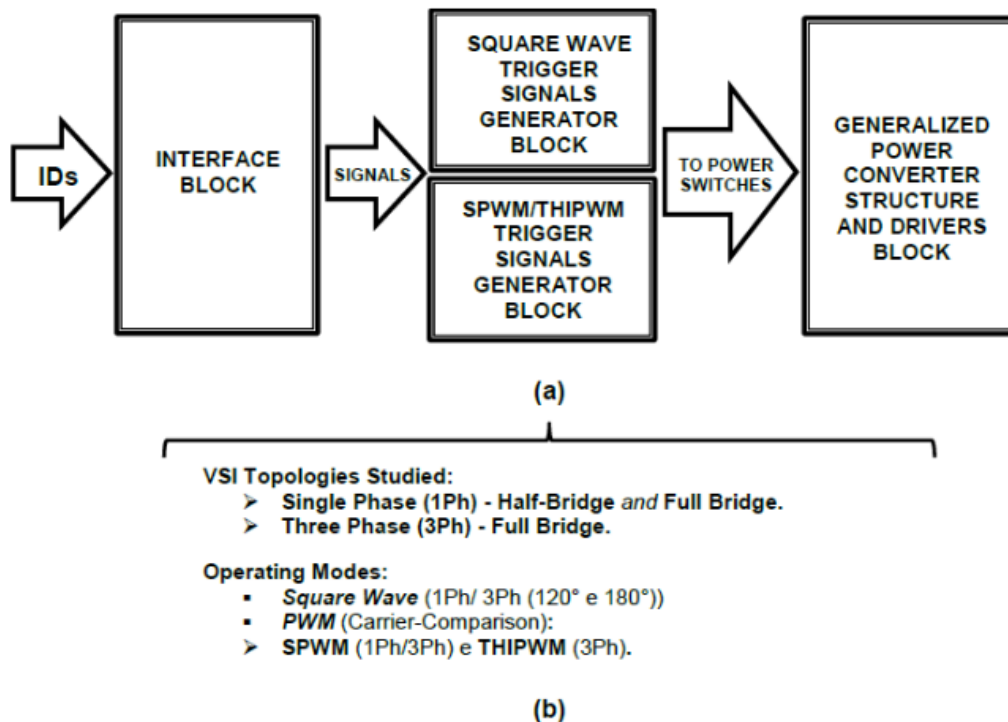 IDs
INTERFACE
BLOCK
SIGNALS
SQUARE WAVE
TRIGGER
SIGNALS
GENERATOR
BLOCK
SPWM/THIPWM
TRIGGER
SIGNALS
GENERATOR
BLOCK
TO POWER
SWITCHES
GENERALIZED
POWER
CONVERTER
STRUCTURE
AND DRIVERS
BLOCK
(a)
VSI Topologies Studied:
➢ Single Phase (1Ph) - Half-Bridge and Full Bridge.
➢ Three Phase (3Ph) - Full Bridge.
Operating Modes:
▪ Square Wave (1Ph/ 3Ph (120° e 180°))
▪ PWM (Carrier-Comparison):
➢ SPWM (1Ph/3Ph) e THIPWM (3Ph).
(b)